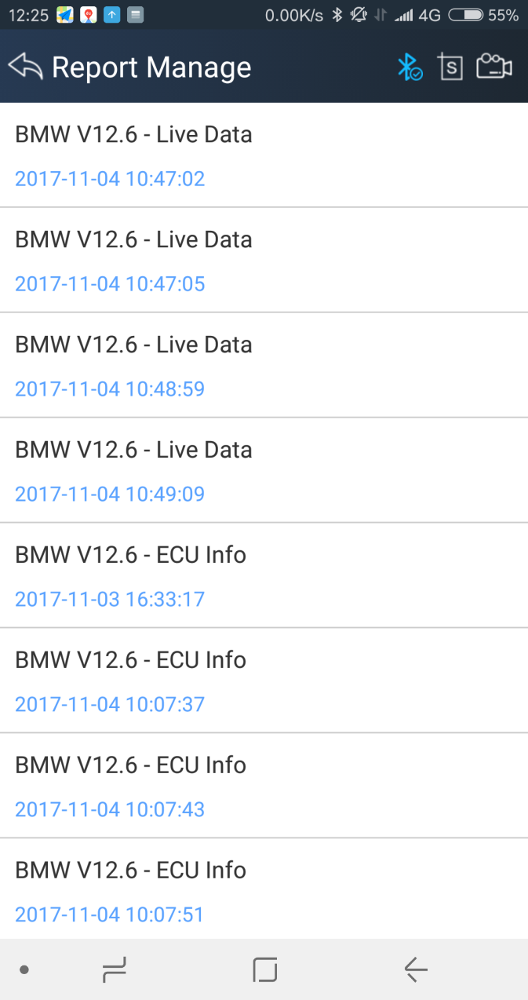 12:25 0.00K/s 4G 55%
Report Manage S
BMW V12.6 - Live Data
2017-11-04 10:47:02
BMW V12.6 - Live Data
2017-11-04 10:47:05
BMW V12.6 - Live Data
2017-11-04 10:48:59
BMW V12.6 - Live Data
2017-11-04 10:49:09
BMW V12.6 - ECU Info
2017-11-03 16:33:17
BMW V12.6 - ECU Info
2017-11-04 10:07:37
BMW V12.6 - ECU Info
2017-11-04 10:07:43
BMW V12.6 - ECU Info
2017-11-04 10:07:51